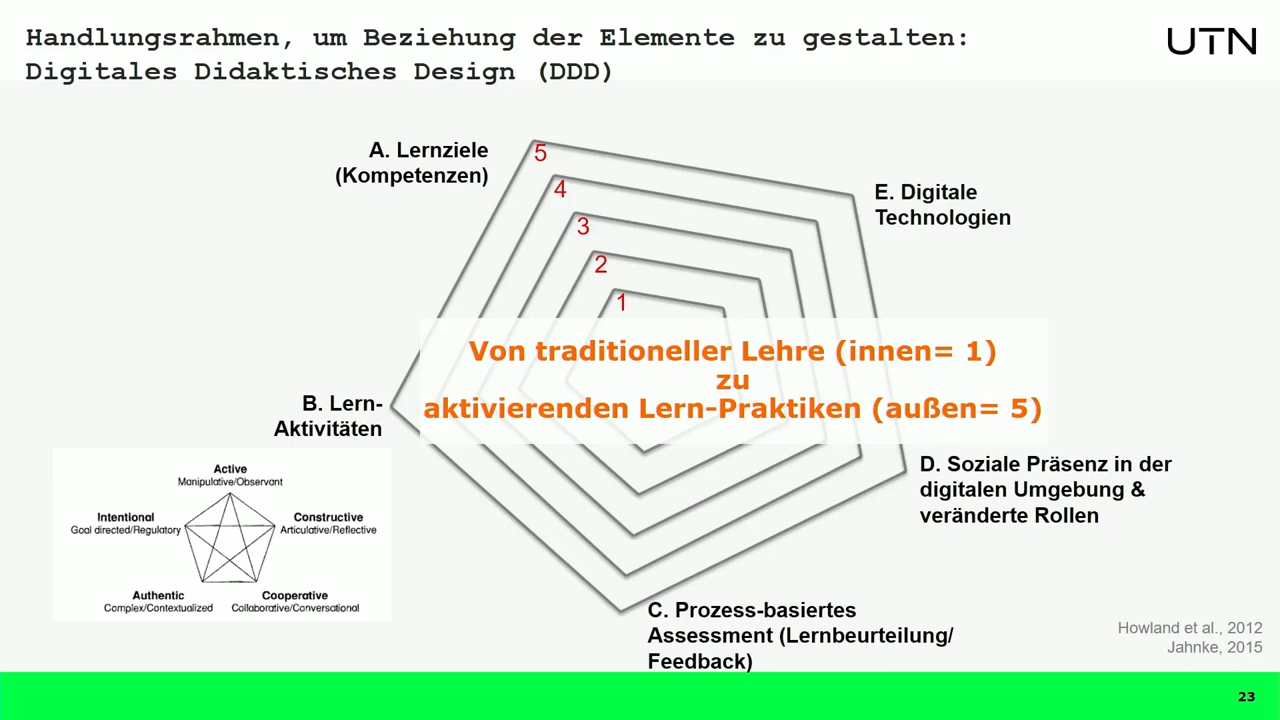 Handlungsrahmen, um Beziehung der Elemente zu gestalten:
Digitales Didaktisches Design (DDD)
UTN
A. Lernziele
(Kompetenzen)
5
4
3
2
1
E. Digitale
Technologien
Von traditioneller Lehre (innen= 1)
zu
aktivierenden Lern-Praktiken (außen= 5)
B. Lern-
Aktivitäten
D. Soziale Präsenz in der
digitalen Umgebung &
veränderte Rollen
Active
Manipulative/Observant
Intentional
Goal directed/Regulatory
Constructive
Articulative/Reflective
Authentic
Complex/Contextualized
Cooperative
Collaborative/Conversational
C. Prozess-basiertes
Assessment (Lernbeurteilung/
Feedback)
Howland et al., 2012
Jahnke, 2015
23